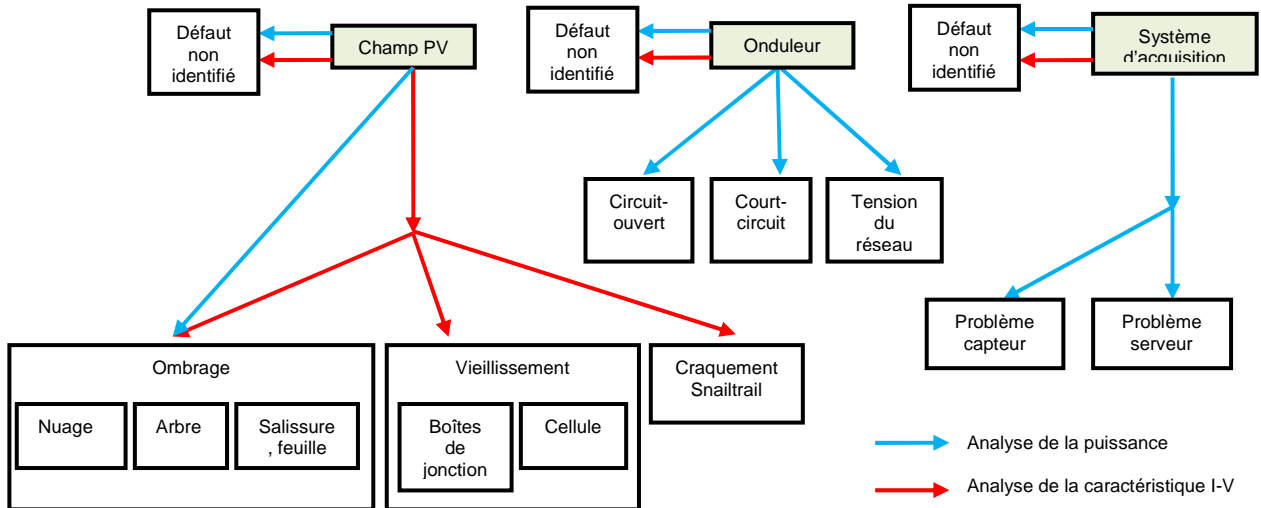 Défaut
non
identifié
Champ PV
Défaut
non
identifié
Onduleur
Défaut
non
identifié
Système
d'acquisition
Circuit-
ouvert
Court-
circuit
Tension
du
réseau
Problème
capteur
Problème
serveur
Ombrage
Nuage
Arbre
Salissure
, feuille
Vieillissement
Boîtes
de
jonction
Cellule
Craquement
Snailtrail
Analyse de la puissance
Analyse de la caractéristique I-V